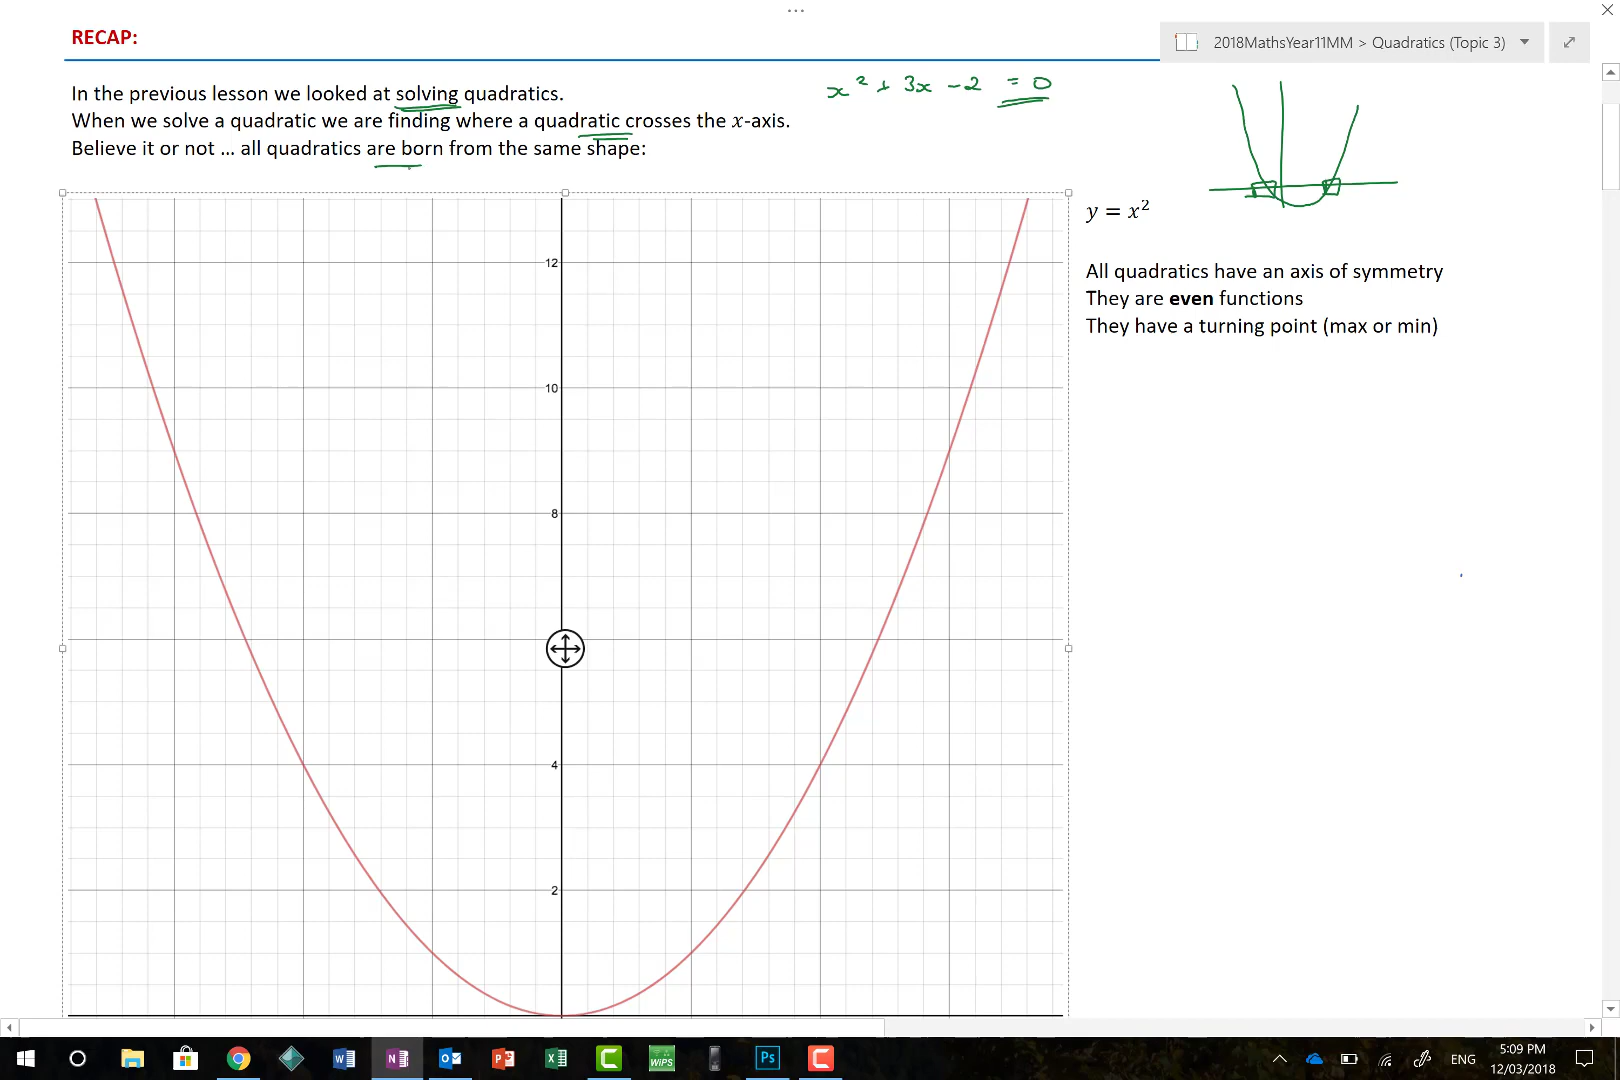 RECAP:
2018MathsYear11MM > Quadratics (Topic 3)
In the previous lesson we looked at solving quadratics.
x² + 3x - 2 = 0
When we solve a quadratic we are finding where a quadratic crosses the x-axis.
Believe it or not ... all quadratics are born from the same shape:
y = x²
All quadratics have an axis of symmetry
They are even functions
They have a turning point (max or min)
12
10
8
4
2
WiPS
ENG
5:09 PM
12/03/2018